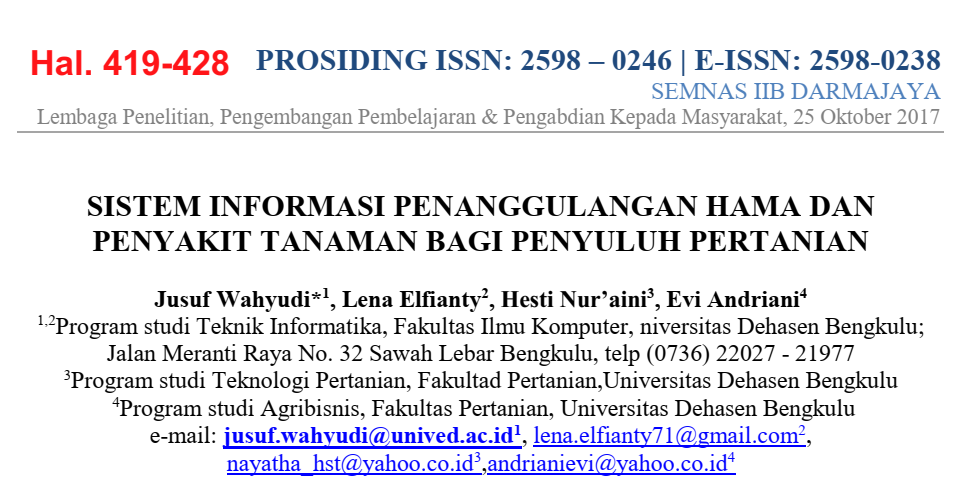 Hal. 419-428 PROSIDING ISSN: 2598 – 0246 | E-ISSN: 2598-0238
SEMNAS IIB DARMAJAYA
Lembaga Penelitian, Pengembangan Pembelajaran & Pengabdian Kepada Masyarakat, 25 Oktober 2017
SISTEM INFORMASI PENANGGULANGAN HAMA DAN
PENYAKIT TANAMAN BAGI PENYULUH PERTANIAN
Jusuf Wahyudi*¹, Lena Elfianty², Hesti Nur’aini³, Evi Andriani⁴
¹,²Program studi Teknik Informatika, Fakultas Ilmu Komputer, niversitas Dehasen Bengkulu;
Jalan Meranti Raya No. 32 Sawah Lebar Bengkulu, telp (0736) 22027 - 21977
³Program studi Teknologi Pertanian, Fakultad Pertanian,Universitas Dehasen Bengkulu
⁴Program studi Agribisnis, Fakultas Pertanian, Universitas Dehasen Bengkulu
e-mail: jusuf.wahyudi@unived.ac.id¹, lena.elfianty71@gmail.com²,
nayatha_hst@yahoo.co.id³,andrianievi@yahoo.co.id⁴